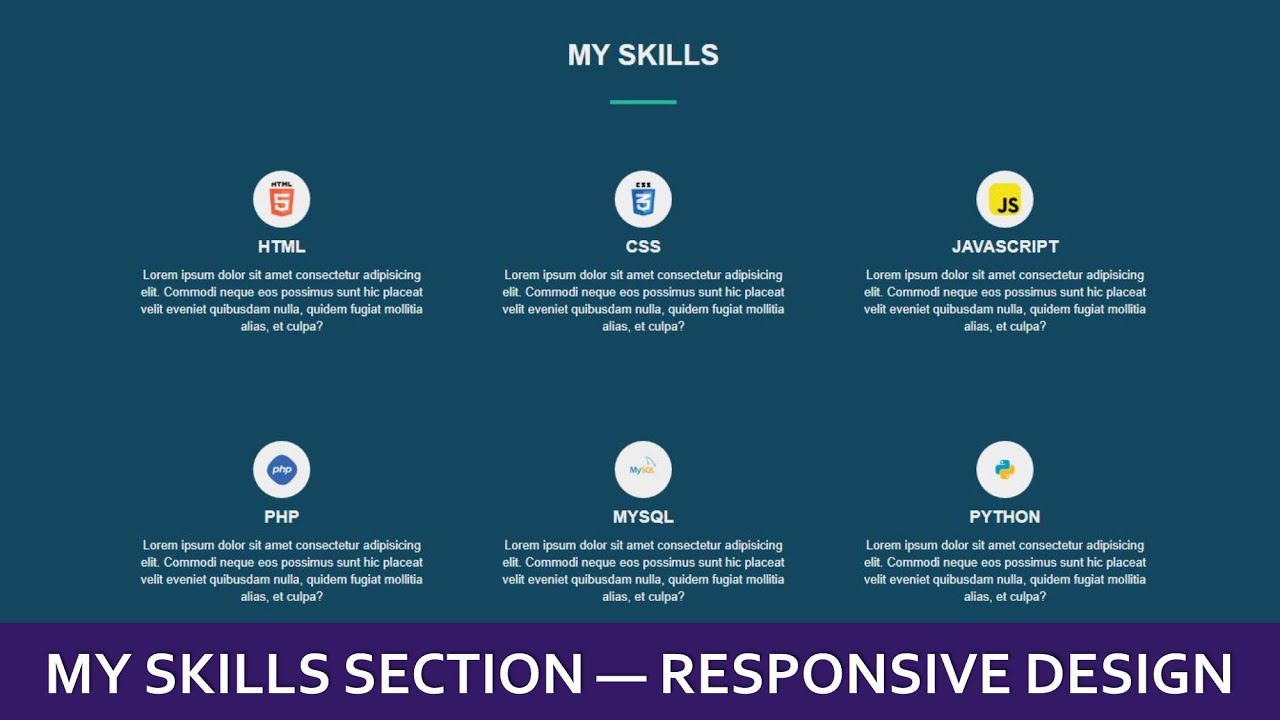 MY SKILLS
HTML
5
HTML
Lorem ipsum dolor sit amet consectetur adipisicing
elit. Commodi neque eos possimus sunt hic placeat
velit eveniet quibusdam nulla, quidem fugiat mollitia
alias, et culpa?
CSS
3
CSS
Lorem ipsum dolor sit amet consectetur adipisicing
elit. Commodi neque eos possimus sunt hic placeat
velit eveniet quibusdam nulla, quidem fugiat mollitia
alias, et culpa?
JS
JAVASCRIPT
Lorem ipsum dolor sit amet consectetur adipisicing
elit. Commodi neque eos possimus sunt hic placeat
velit eveniet quibusdam nulla, quidem fugiat mollitia
alias, et culpa?
php
PHP
Lorem ipsum dolor sit amet consectetur adipisicing
elit. Commodi neque eos possimus sunt hic placeat
velit eveniet quibusdam nulla, quidem fugiat mollitia
alias, et culpa?
MySQL
MYSQL
Lorem ipsum dolor sit amet consectetur adipisicing
elit. Commodi neque eos possimus sunt hic placeat
velit eveniet quibusdam nulla, quidem fugiat mollitia
alias, et culpa?
PYTHON
Lorem ipsum dolor sit amet consectetur adipisicing
elit. Commodi neque eos possimus sunt hic placeat
velit eveniet quibusdam nulla, quidem fugiat mollitia
alias, et culpa?
MY SKILLS SECTION — RESPONSIVE DESIGN